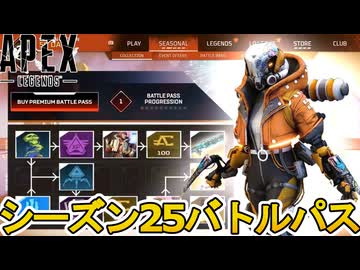 APEX
LEGENDS
PLAY
SEASONAL
LEGENDS
STORE
CLUB
BUY PREMIUM BATTLE PASS
1
BATTLE PASS
PROGRESSION
100
シーズン25バトルパス